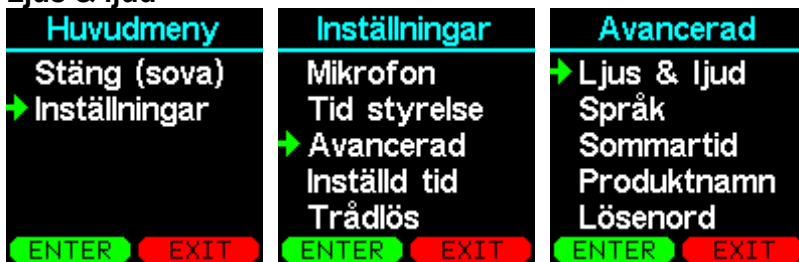 Ljus & ljud
Huvudmeny
Stäng (sova)
Inställningar
ENTER EXIT
Inställningar
Mikrofon
Tid styrelse
Avancerad
Inställd tid
Trådlös
ENTER EXIT
Avancerad
Ljus & ljud
Språk
Sommartid
Produktnamn
Lösenord
ENTER EXIT